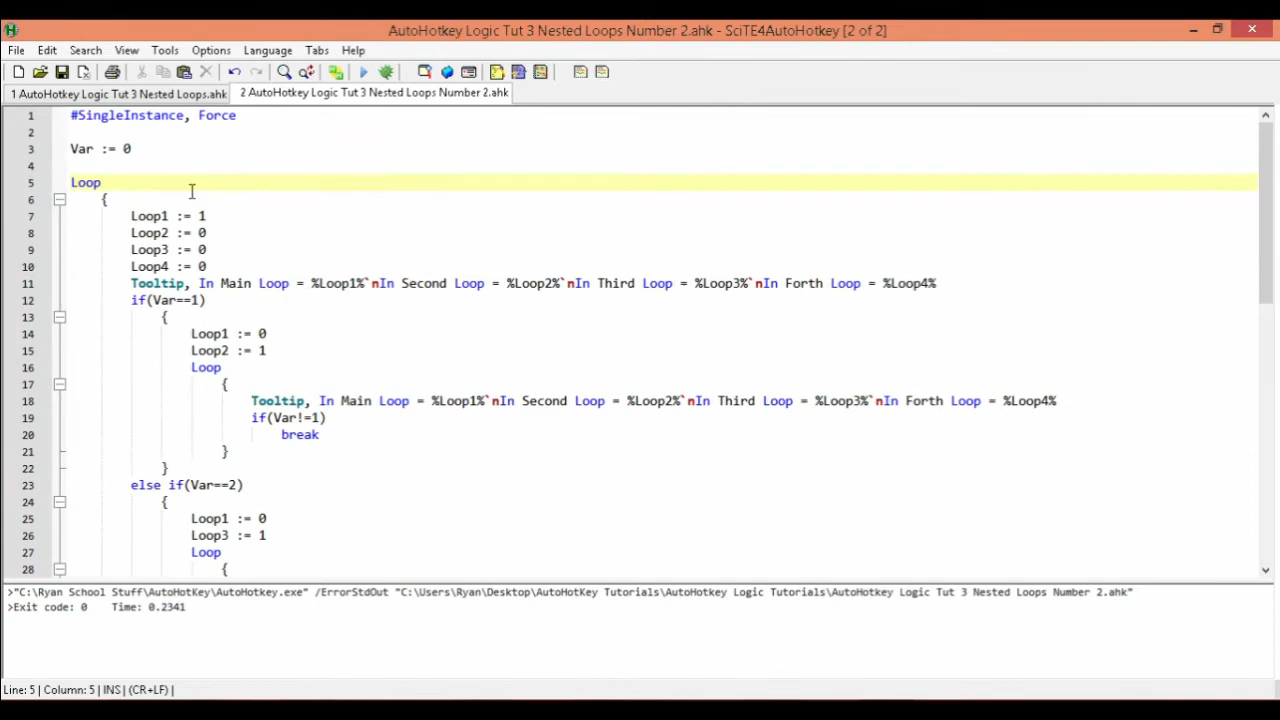 AutoHotkey Logic Tut 3 Nested Loops Number 2.ahk - SciTE4AutoHotkey [2 of 2]
File Edit Search View Tools Options Language Tabs Help
1 AutoHotkey Logic Tut 3 Nested Loops.ahk 2 AutoHotkey Logic Tut 3 Nested Loops Number 2.ahk
1 #SingleInstance, Force
2
3 Var := 0
4
5 Loop
6 {
7 Loop1 := 1
8 Loop2 := 0
9 Loop3 := 0
10 Loop4 := 0
11 Tooltip, In Main Loop = %Loop1%`nIn Second Loop = %Loop2%`nIn Third Loop = %Loop3%`nIn Forth Loop = %Loop4%
12 if(Var==1)
13 {
14 Loop1 := 0
15 Loop2 := 1
16 Loop
17 {
18 Tooltip, In Main Loop = %Loop1%`nIn Second Loop = %Loop2%`nIn Third Loop = %Loop3%`nIn Forth Loop = %Loop4%
19 if(Var!=1)
20 break
21 }
22 }
23 else if(Var==2)
24 {
25 Loop1 := 0
26 Loop3 := 1
27 Loop
28 {
>"C:\Ryan School Stuff\AutoHotKey\AutoHotkey.exe" /ErrorStdOut "C:\Users\Ryan\Desktop\AutoHotKey Tutorials\AutoHotkey Logic Tutorials\AutoHotkey Logic Tut 3 Nested Loops Number 2.ahk"
>Exit code: 0 Time: 0.2341
Line: 5 | Column: 5 | INS | (CR+LF) |